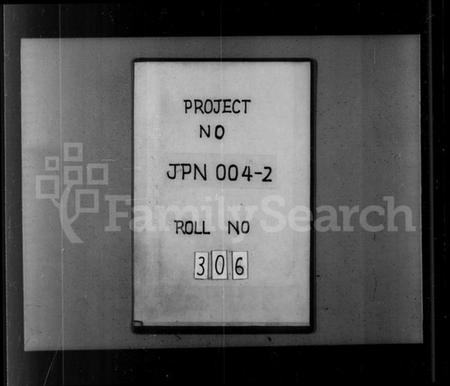 PROJECT
NO
JPN 004-2
FamilySearch
ROLL NO
306